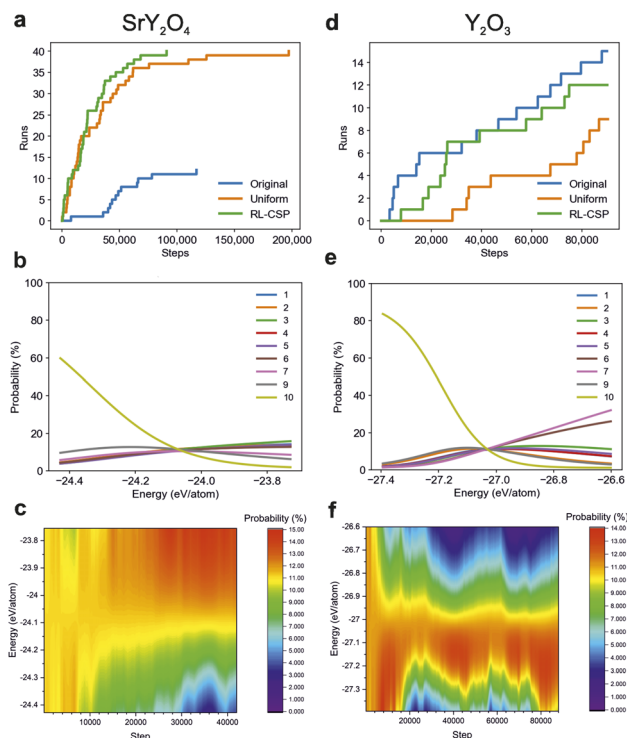 a SrY₂O₄
40
35
30
25
20
15
10
5
0
Runs
Original
Uniform
RL-CSP
0 50,000 100,000 150,000 200,000
Steps
d Y₂O₃
14
12
10
8
6
4
2
0
Runs
Original
Uniform
RL-CSP
0 20,000 40,000 60,000 80,000
Steps
b
100
80
60
40
20
0
Probability (%)
1
2
3
4
5
6
7
9
10
-24.4 -24.2 -24.0 -23.8
Energy (eV/atom)
e
100
80
60
40
20
0
Probability (%)
1
2
3
4
5
6
7
9
10
-27.4 -27.2 -27.0 -26.8 -26.6
Energy (eV/atom)
c
Probability (%)
-23.8
-23.9
-24
-24.1
-24.2
-24.3
-24.4
Energy (eV/atom)
15.00
14.00
13.00
12.00
11.00
10.00
9.000
8.000
7.000
6.000
5.000
4.000
3.000
2.000
1.000
0.000
10000 20000 30000 40000
Step
f
Probability (%)
-26.6
-26.7
-26.8
-26.9
-27
-27.1
-27.2
-27.3
Energy (eV/atom)
14.00
13.00
12.00
11.00
10.00
9.000
8.000
7.000
6.000
5.000
4.000
3.000
2.000
1.000
0.000
20000 40000 60000 80000
Step